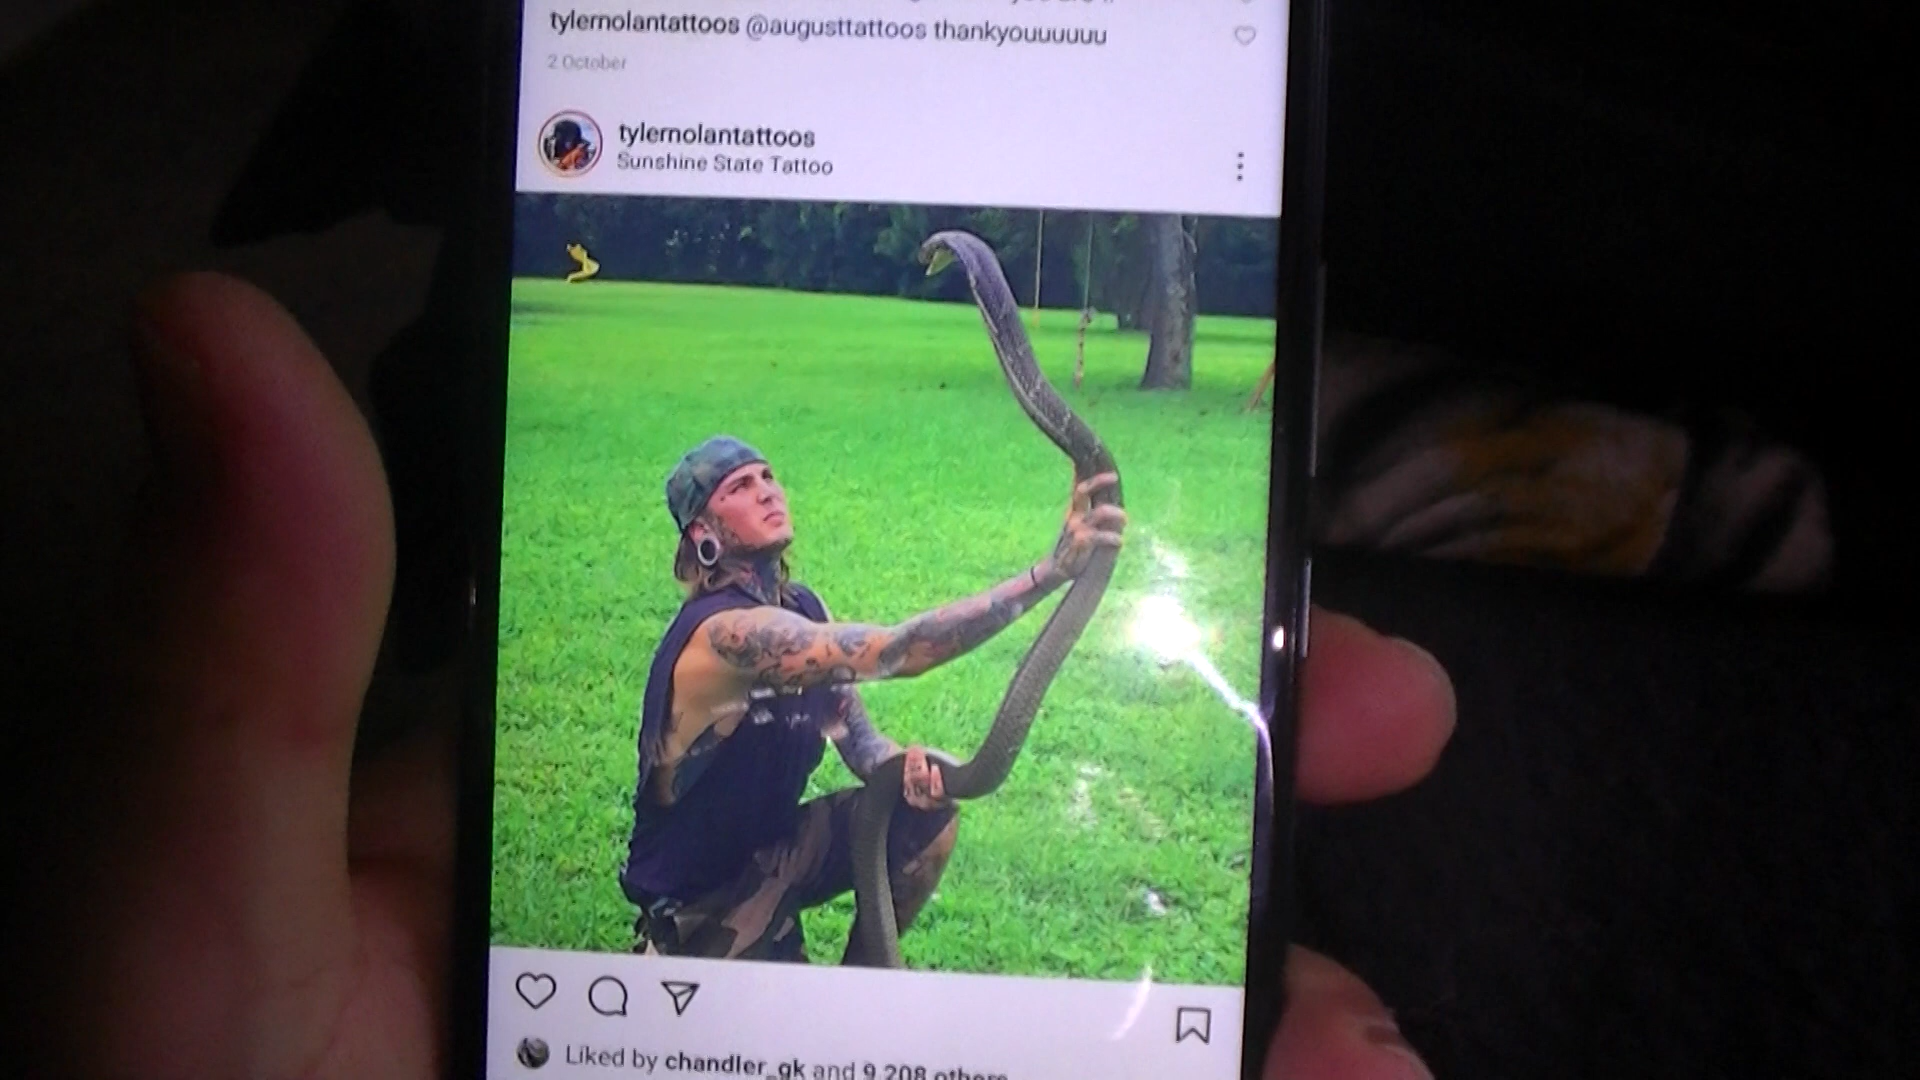 tylernolantattoos @augusttattoos thankyouuuuuu
2 October
tylernolantattoos
Sunshine State Tattoo
Liked by chandler_gk and 9,208 others